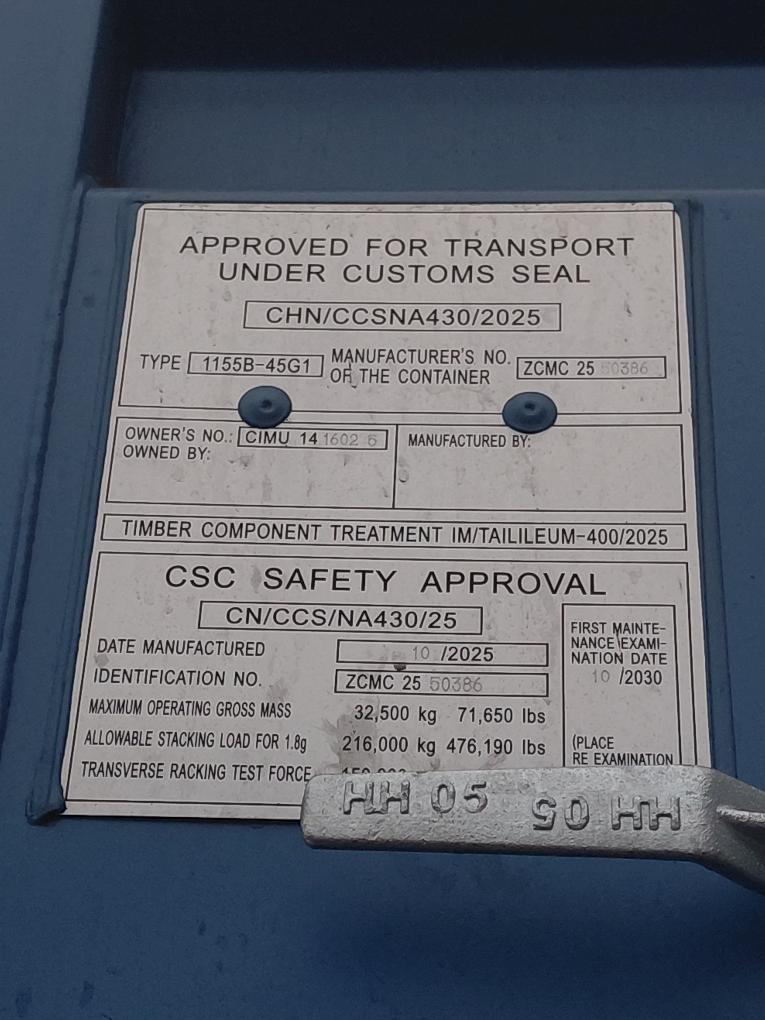 APPROVED FOR TRANSPORT
UNDER CUSTOMS SEAL
CHN/CCSNA430/2025
TYPE 1155B-45G1 MANUFACTURER'S NO.
OF THE CONTAINER ZCMC 25 50386
OWNER'S NO.: CIMU 14 1602 6
OWNED BY:
MANUFACTURED BY:
TIMBER COMPONENT TREATMENT IM/TAILILEUM-400/2025
CSC SAFETY APPROVAL
CN/CCS/NA430/25
DATE MANUFACTURED 10 /2025
IDENTIFICATION NO. ZCMC 25 50386
MAXIMUM OPERATING GROSS MASS 32,500 kg 71,650 lbs
ALLOWABLE STACKING LOAD FOR 1.8g 216,000 kg 476,190 lbs
TRANSVERSE RACKING TEST FORCE
FIRST MAINTE-
NANCE EXAMI-
NATION DATE
10 /2030
(PLACE
RE EXAMINATION
HH 05
HH 05